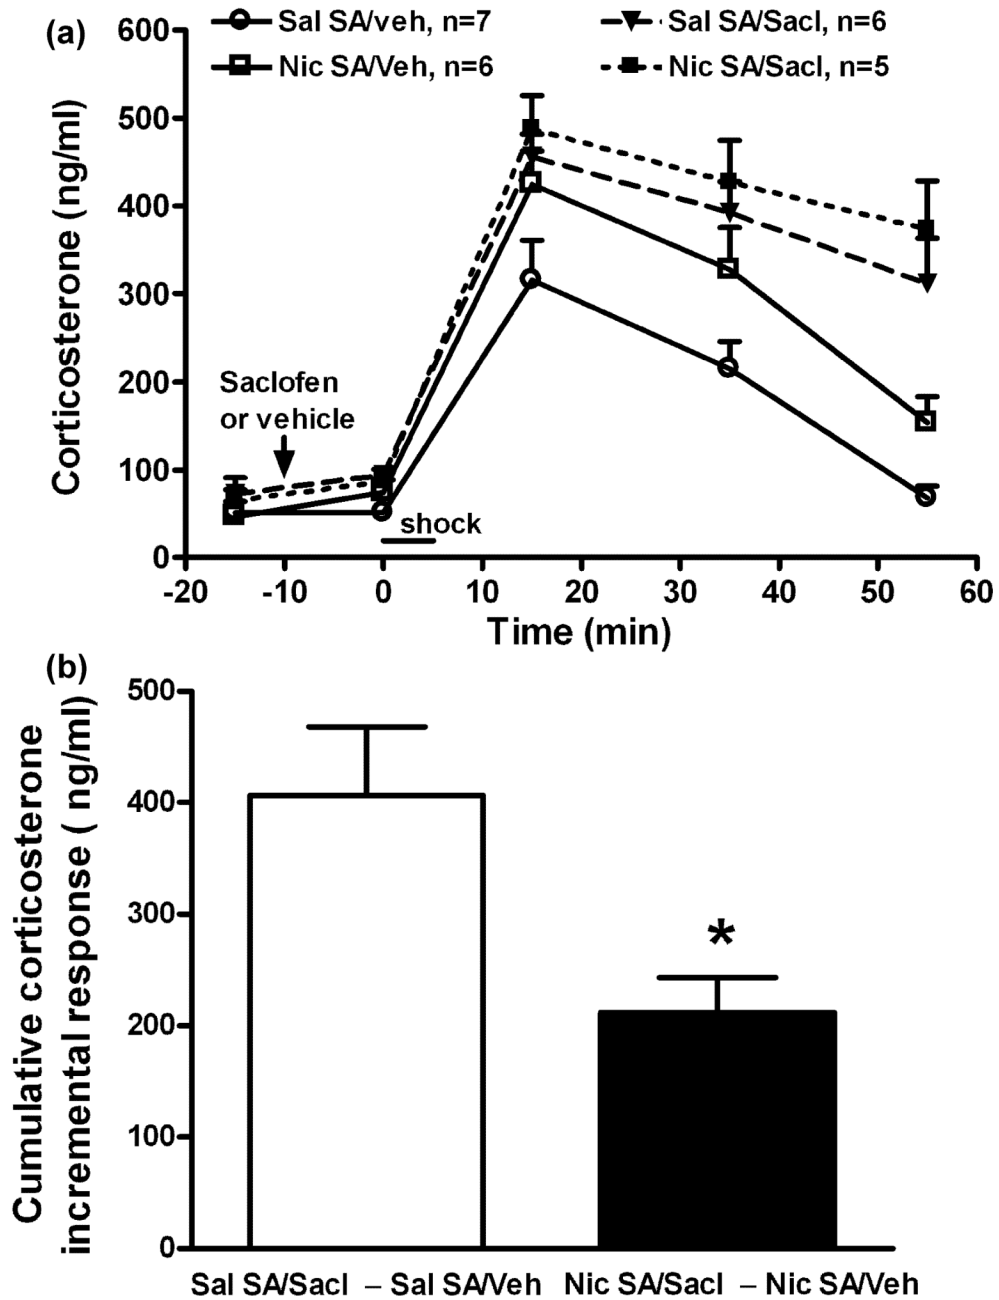 (a)
Sal SA/veh, n=7
Sal SA/Sacl, n=6
Nic SA/Veh, n=6
Nic SA/Sacl, n=5
Corticosterone (ng/ml)
600
500
400
300
200
100
0
Saclofen
or vehicle
shock
-20 -10 0 10 20 30 40 50 60
Time (min)
(b)
Cumulative corticosterone
incremental response ( ng/ml)
500
400
300
200
100
0
*
Sal SA/Sacl – Sal SA/Veh
Nic SA/Sacl – Nic SA/Veh